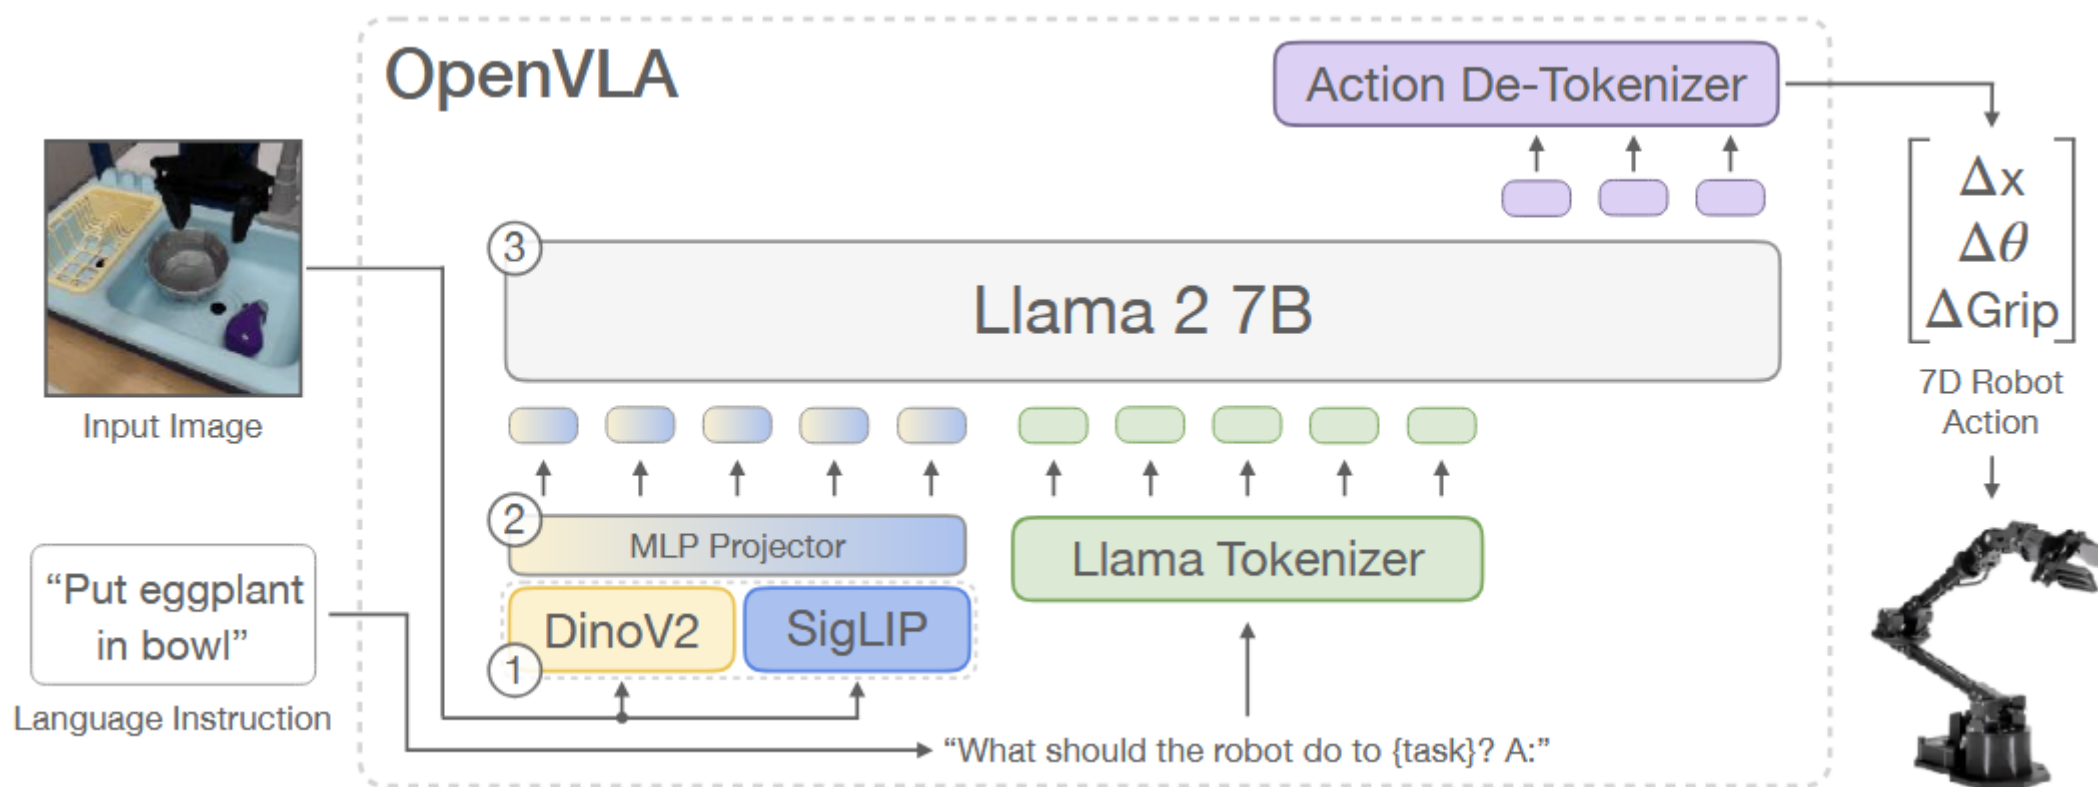 OpenVLA
Action De-Tokenizer
Δx
Δθ
ΔGrip
7D Robot
Action
3
Llama 2 7B
Input Image
2
MLP Projector
Llama Tokenizer
“Put eggplant
in bowl”
Language Instruction
1
DinoV2
SigLIP
“What should the robot do to {task}? A:”